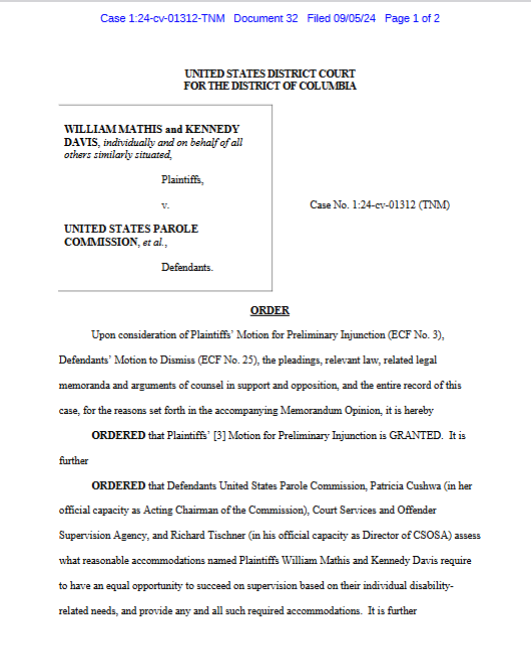 Case 1:24-cv-01312-TNM Document 32 Filed 09/05/24 Page 1 of 2
UNITED STATES DISTRICT COURT
FOR THE DISTRICT OF COLUMBIA
WILLIAM MATHIS and KENNEDY
DAVIS, individually and on behalf of all
others similarly situated,
Plaintiffs,
v.
Case No. 1:24-cv-01312 (TNM)
UNITED STATES PAROLE
COMMISSION, et al.,
Defendants.
ORDER
Upon consideration of Plaintiffs' Motion for Preliminary Injunction (ECF No. 3),
Defendants' Motion to Dismiss (ECF No. 25), the pleadings, relevant law, related legal
memoranda and arguments of counsel in support and opposition, and the entire record of this
case, for the reasons set forth in the accompanying Memorandum Opinion, it is hereby
ORDERED that Plaintiffs' [3] Motion for Preliminary Injunction is GRANTED. It is
further
ORDERED that Defendants United States Parole Commission, Patricia Cushwa (in her
official capacity as Acting Chairman of the Commission), Court Services and Offender
Supervision Agency, and Richard Tischner (in his official capacity as Director of CSOSA) assess
what reasonable accommodations named Plaintiffs William Mathis and Kennedy Davis require
to have an equal opportunity to succeed on supervision based on their individual disability-
related needs, and provide any and all such required accommodations. It is further